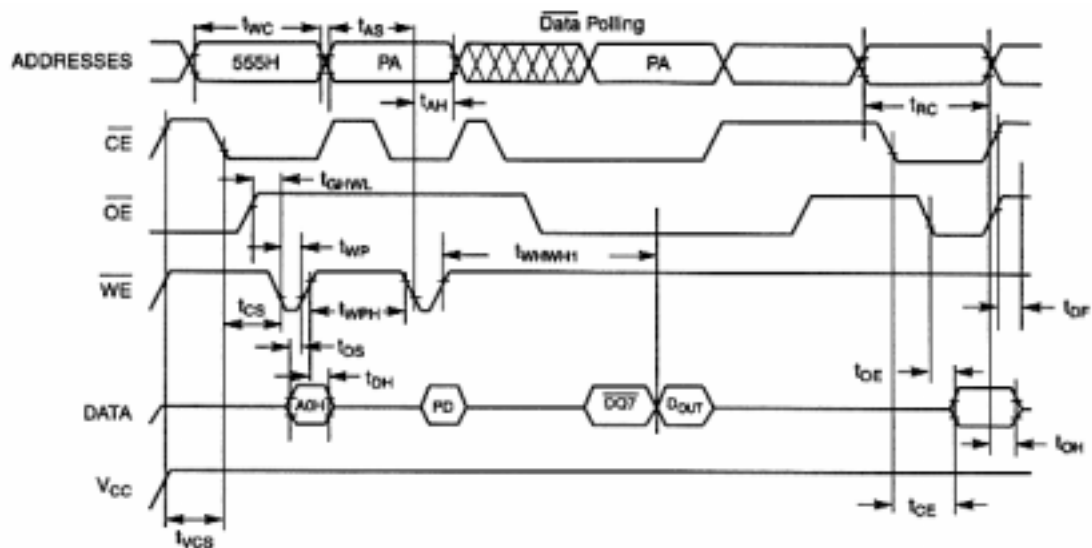 tWC
tAS
Data Polling
ADDRESSES
555H
PA
PA
tAH
tRC
CE
tGHWL
OE
tWP
tWHWH1
WE
tCS
tWPH
tDF
tDS
tOE
tDH
DATA
A0H
PD
DQ7
DOUT
tOH
VCC
tCE
tVCS